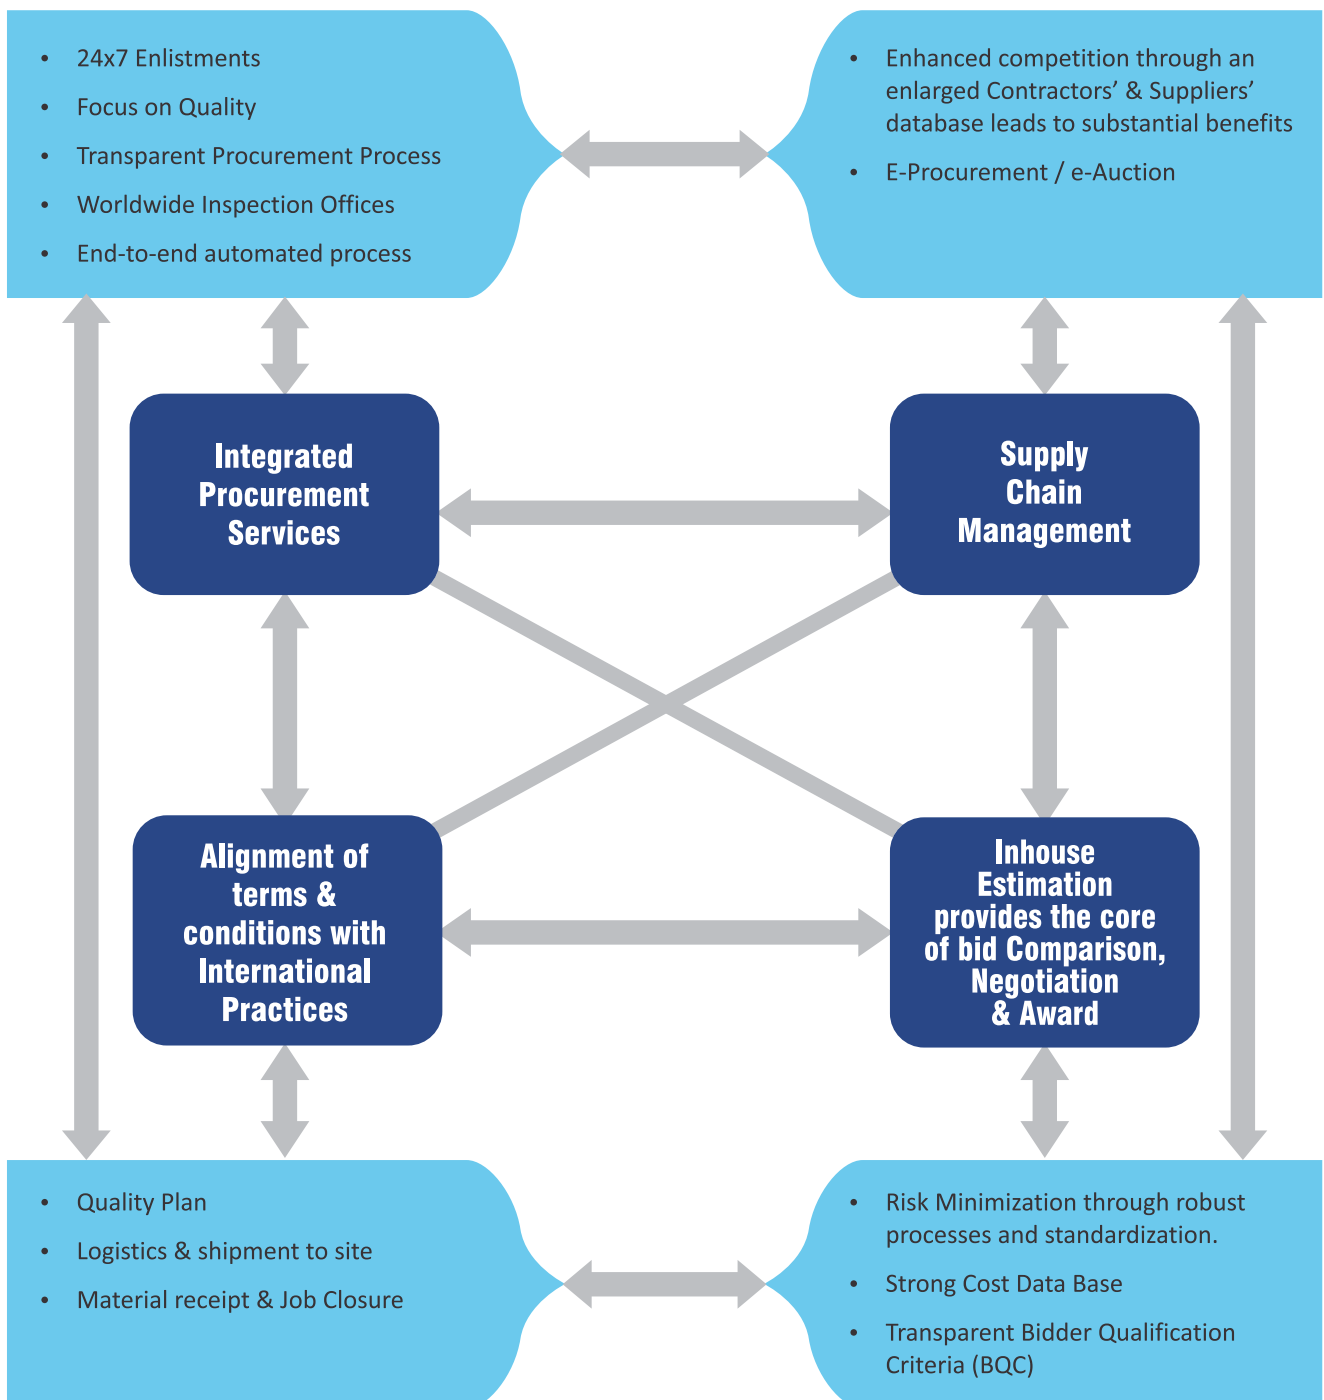 • 24x7 Enlistments
• Focus on Quality
• Transparent Procurement Process
• Worldwide Inspection Offices
• End-to-end automated process
• Enhanced competition through an
enlarged Contractors’ & Suppliers’
database leads to substantial benefits
• E-Procurement / e-Auction
Integrated
Procurement
Services
Supply
Chain
Management
Alignment of
terms &
conditions with
International
Practices
Inhouse
Estimation
provides the core
of bid Comparison,
Negotiation
& Award
• Quality Plan
• Logistics & shipment to site
• Material receipt & Job Closure
• Risk Minimization through robust
processes and standardization.
• Strong Cost Data Base
• Transparent Bidder Qualification
Criteria (BQC)